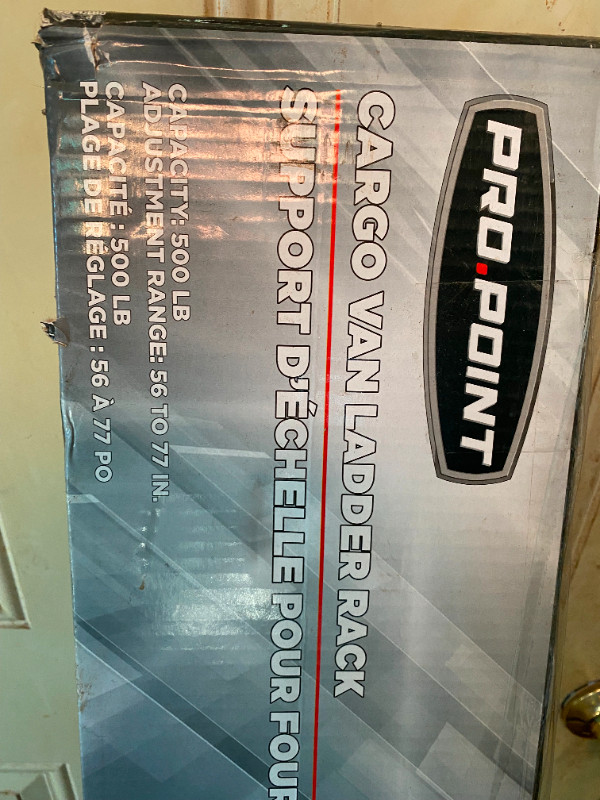 PRO.POINT
CARGO VAN LADDER RACK
SUPPORT D'ÉCHELLE POUR FOUR
CAPACITY: 500 LB
ADJUSTMENT RANGE: 56 TO 77 IN.
CAPACITÉ : 500 LB
PLAGE DE RÉGLAGE : 56 À 77 PO